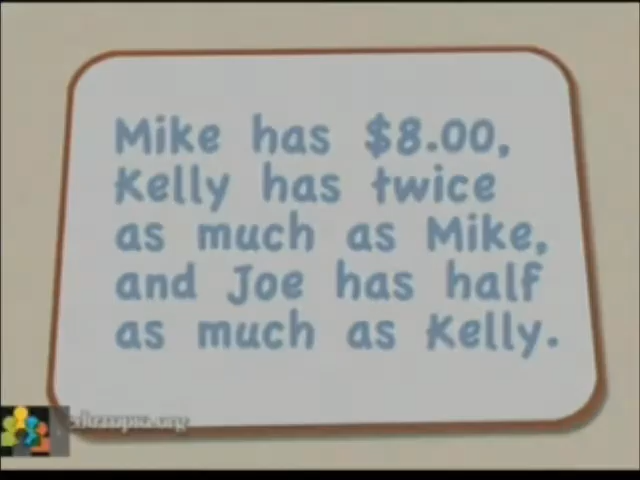 Mike has $8.00,
Kelly has twice
as much as Mike,
and Joe has half
as much as Kelly.